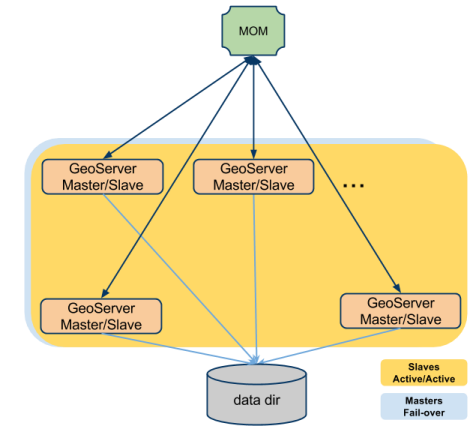 MOM
GeoServer
Master/Slave
GeoServer
Master/Slave
...
GeoServer
Master/Slave
GeoServer
Master/Slave
data dir
Slaves
Active/Active
Masters
Fail-over